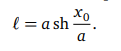 ℓ = a sh x₀/a.